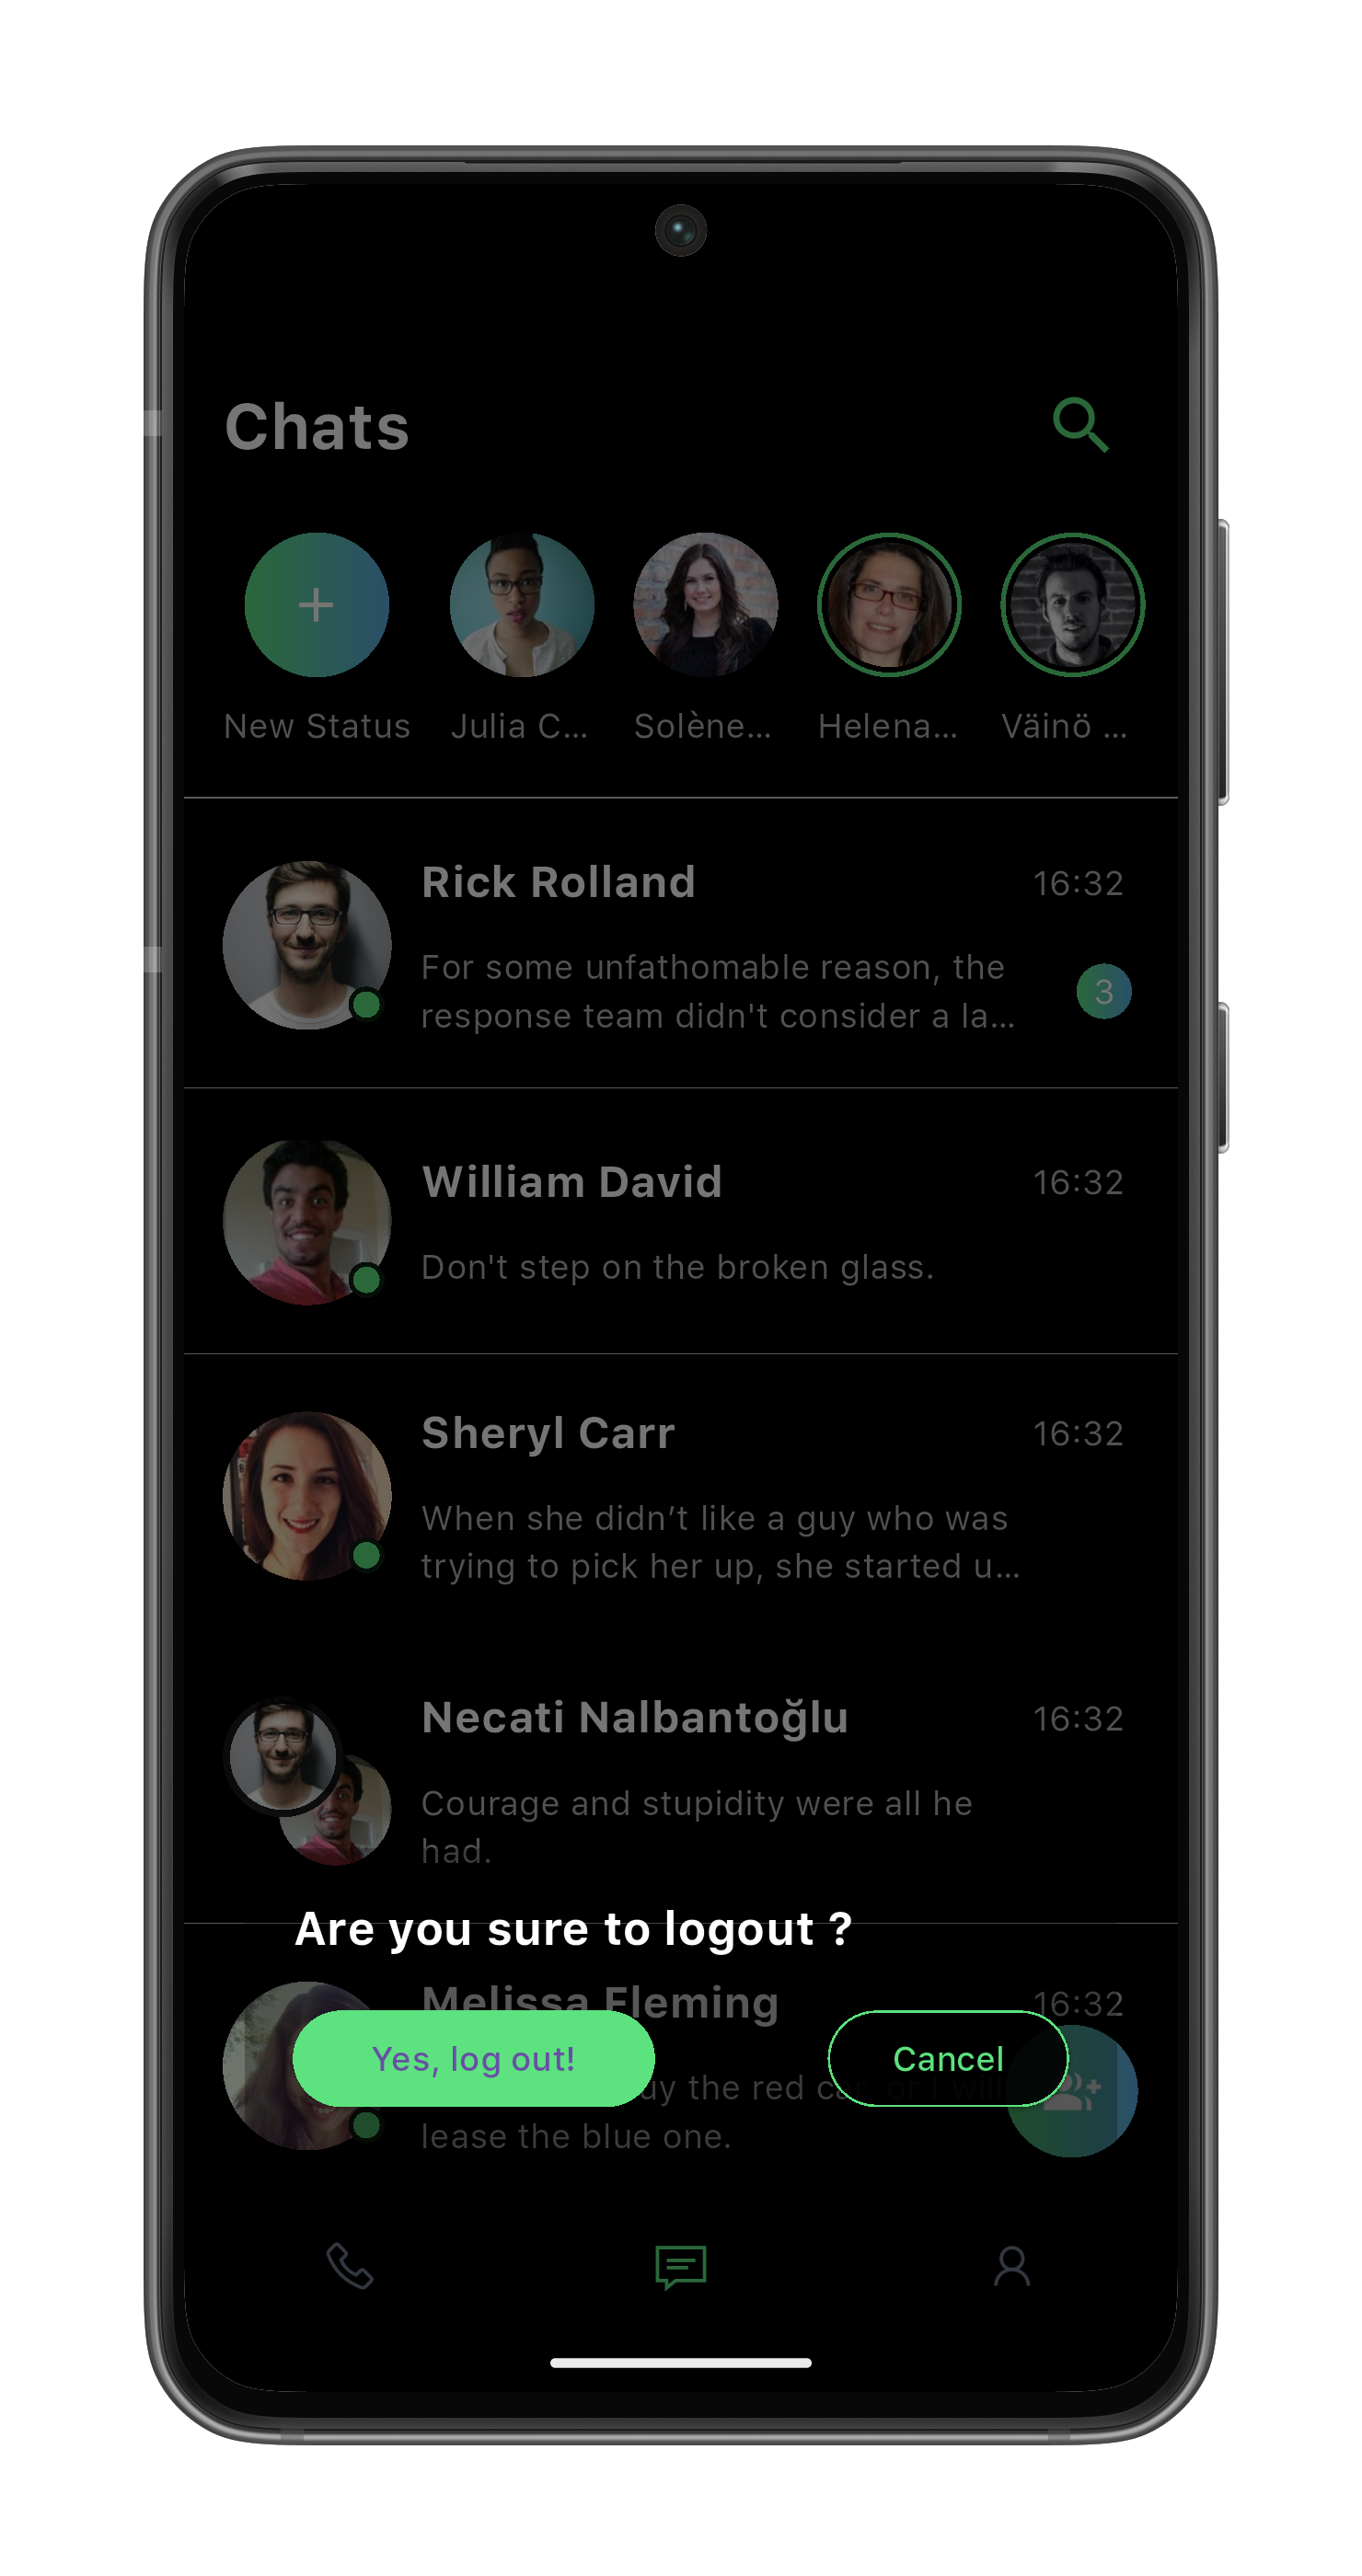 Chats
New Status
Julia C...
Solène...
Helena...
Väinö ...
Rick Rolland
16:32
For some unfathomable reason, the
response team didn't consider a la...
3
William David
16:32
Don't step on the broken glass.
Sheryl Carr
16:32
When she didn’t like a guy who was
trying to pick her up, she started u...
Necati Nalbantoğlu
16:32
Courage and stupidity were all he
had.
Are you sure to logout ?
Melissa Fleming
16:32
Yes, log out!
Cancel
the red car, or I will
lease the blue one.